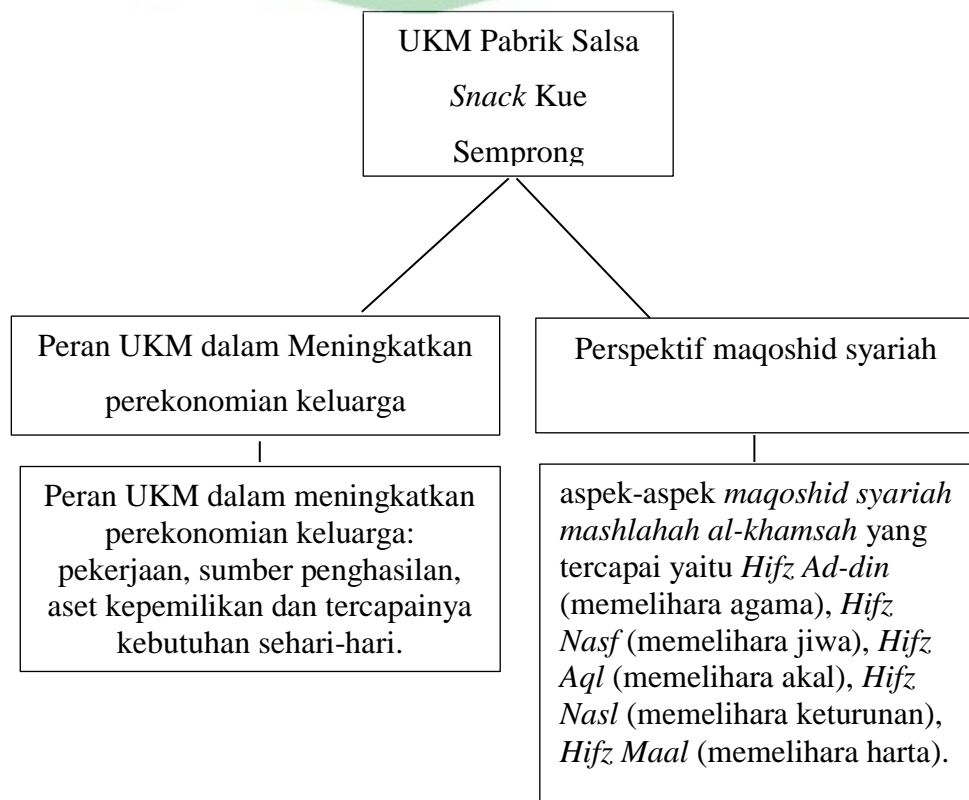 UKM Pabrik Salsa
Snack Kue
Semprong
Peran UKM dalam Meningkatkan
perekonomian keluarga
Perspektif maqoshid syariah
Peran UKM dalam meningkatkan
perekonomian keluarga:
pekerjaan, sumber penghasilan,
aset kepemilikan dan tercapainya
kebutuhan sehari-hari.
aspek-aspek maqoshid syariah
mashlahah al-khamsah yang
tercapai yaitu Hifz Ad-din
(memelihara agama), Hifz
Nasf (memelihara jiwa), Hifz
Aql (memelihara akal), Hifz
Nasl (memelihara keturunan),
Hifz Maal (memelihara harta).